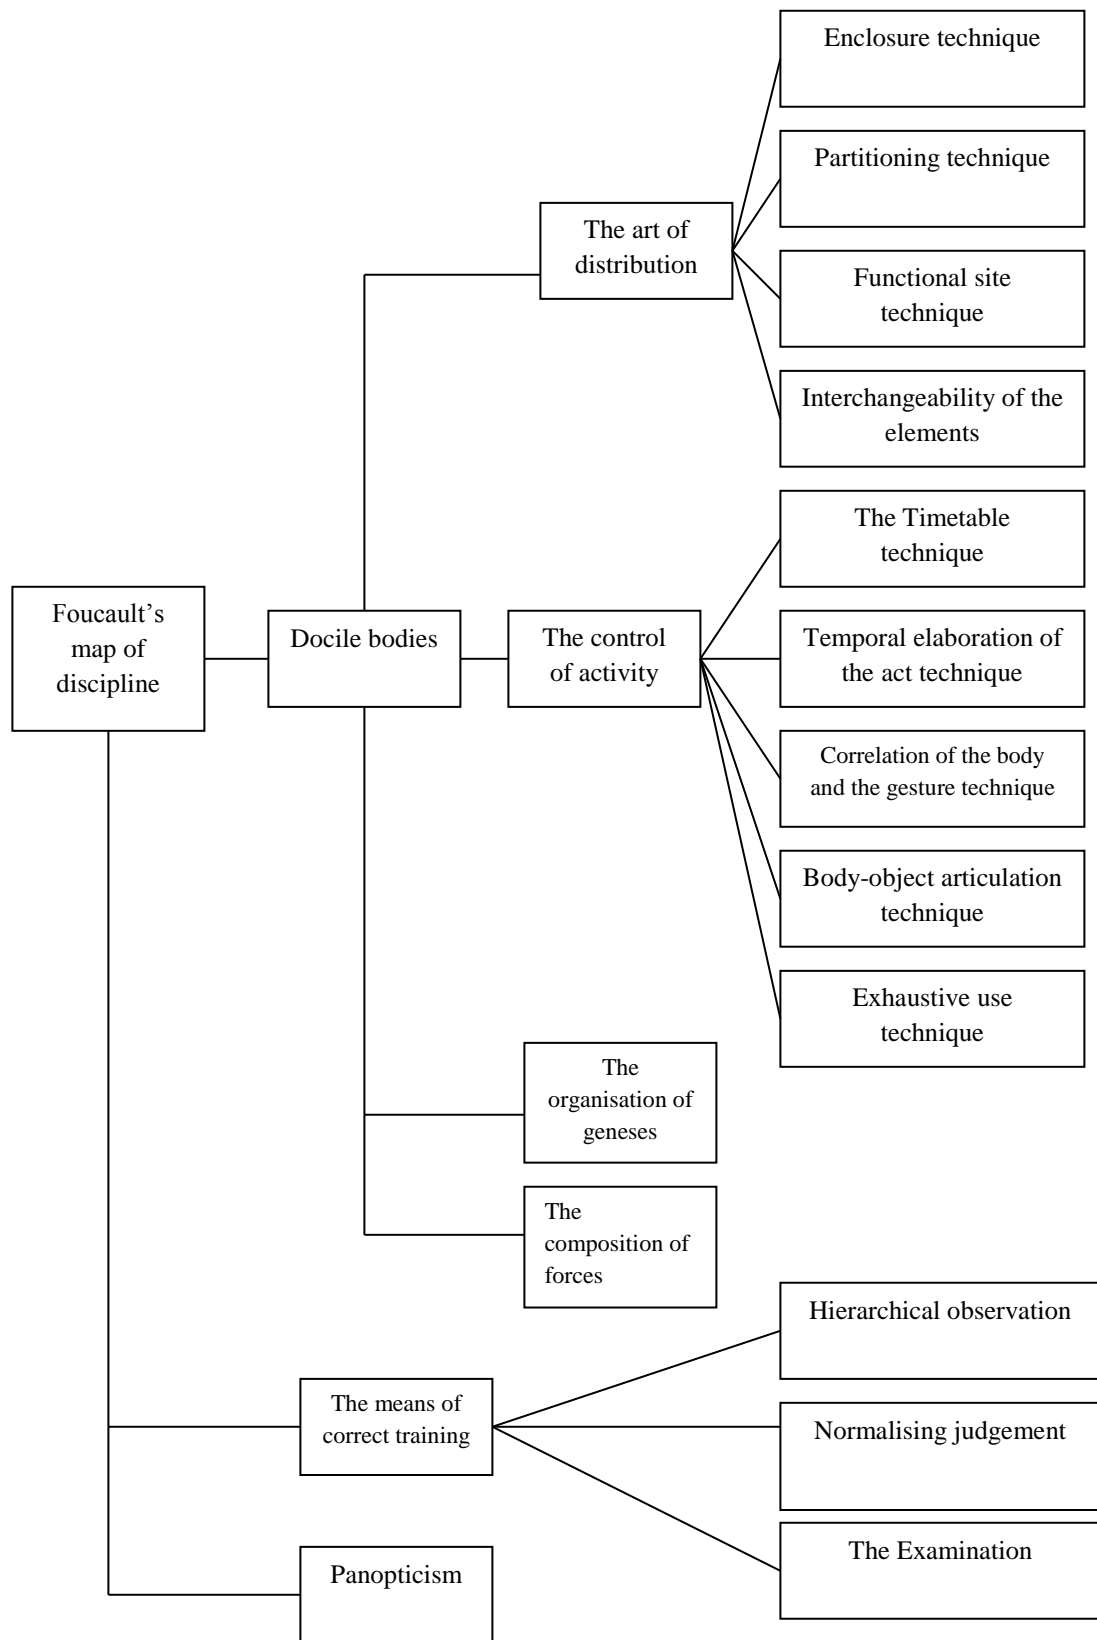 Enclosure technique
Partitioning technique
The art of
distribution
Functional site
technique
Interchangeability of the
elements
The Timetable
technique
Foucault’s
map of
discipline
Docile bodies
The control
of activity
Temporal elaboration of
the act technique
Correlation of the body
and the gesture technique
Body-object articulation
technique
Exhaustive use
technique
The
organisation of
geneses
The
composition of
forces
Hierarchical observation
The means of
correct training
Normalising judgement
The Examination
Panopticism